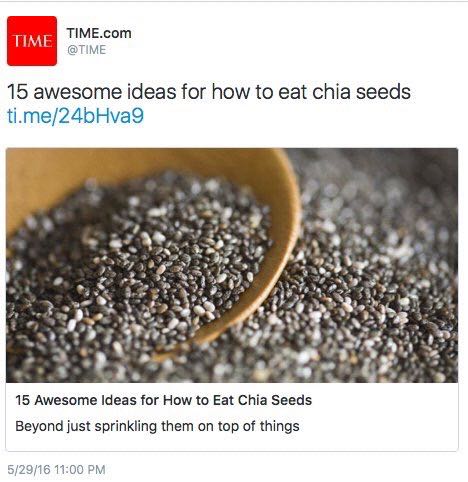 TIME
TIME.com
@TIME
15 awesome ideas for how to eat chia seeds
ti.me/24bHva9
15 Awesome Ideas for How to Eat Chia Seeds
Beyond just sprinkling them on top of things
5/29/16 11:00 PM